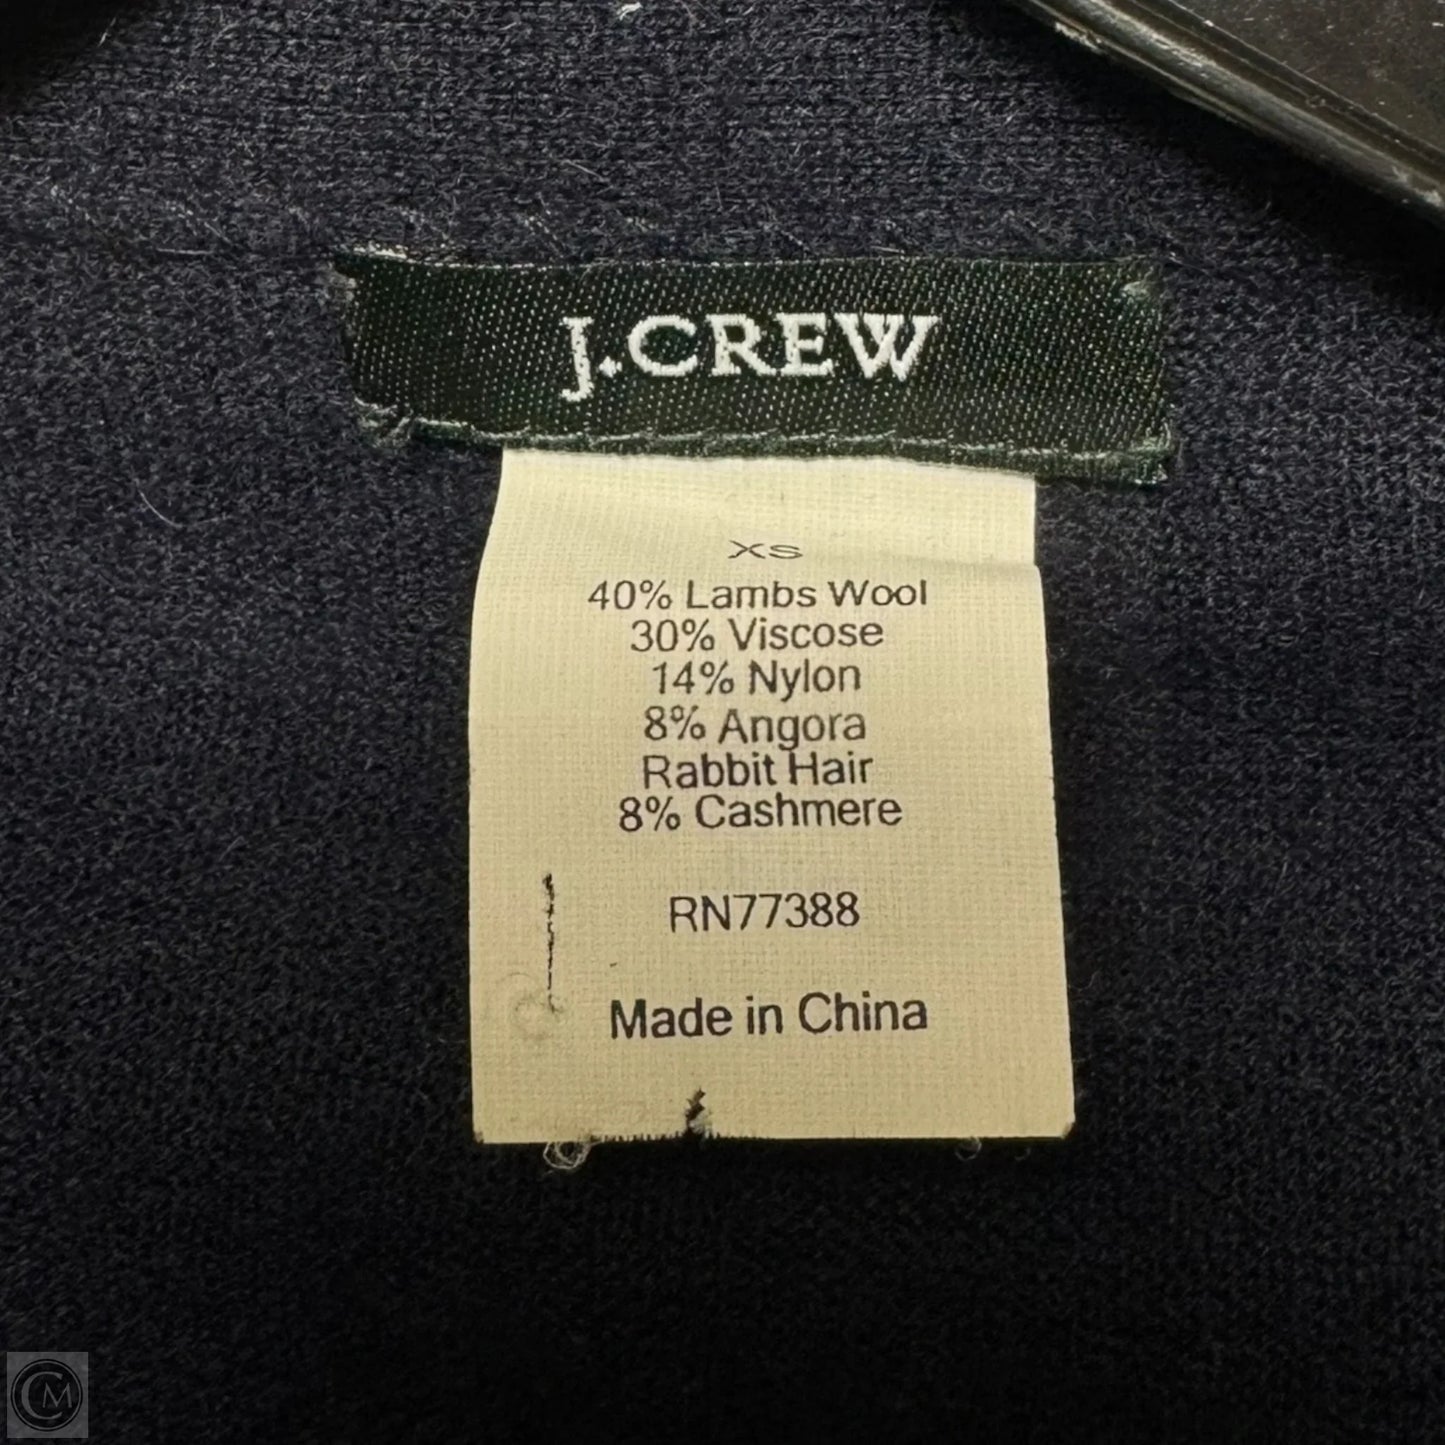 J.CREW
XS
40% Lambs Wool
30% Viscose
14% Nylon
8% Angora
Rabbit Hair
8% Cashmere
RN77388
Made in China
CM